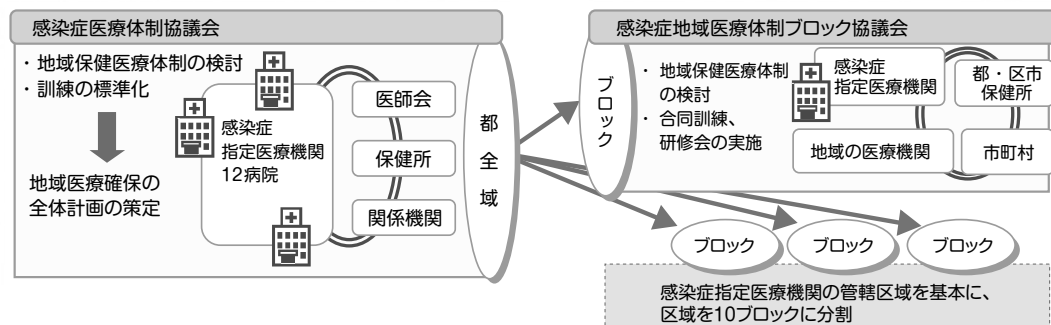 感染症医療体制協議会
・地域保健医療体制の検討
・訓練の標準化
地域医療確保の
全体計画の策定
感染症
指定医療機関
12病院
医師会
保健所
関係機関
都全域
感染症地域医療体制ブロック協議会
ブロック
・地域保健医療体制
の検討
・合同訓練、
研修会の実施
感染症
指定医療機関
都・区市
保健所
地域の医療機関
市町村
ブロック
ブロック
ブロック
感染症指定医療機関の管轄区域を基本に、
区域を10ブロックに分割